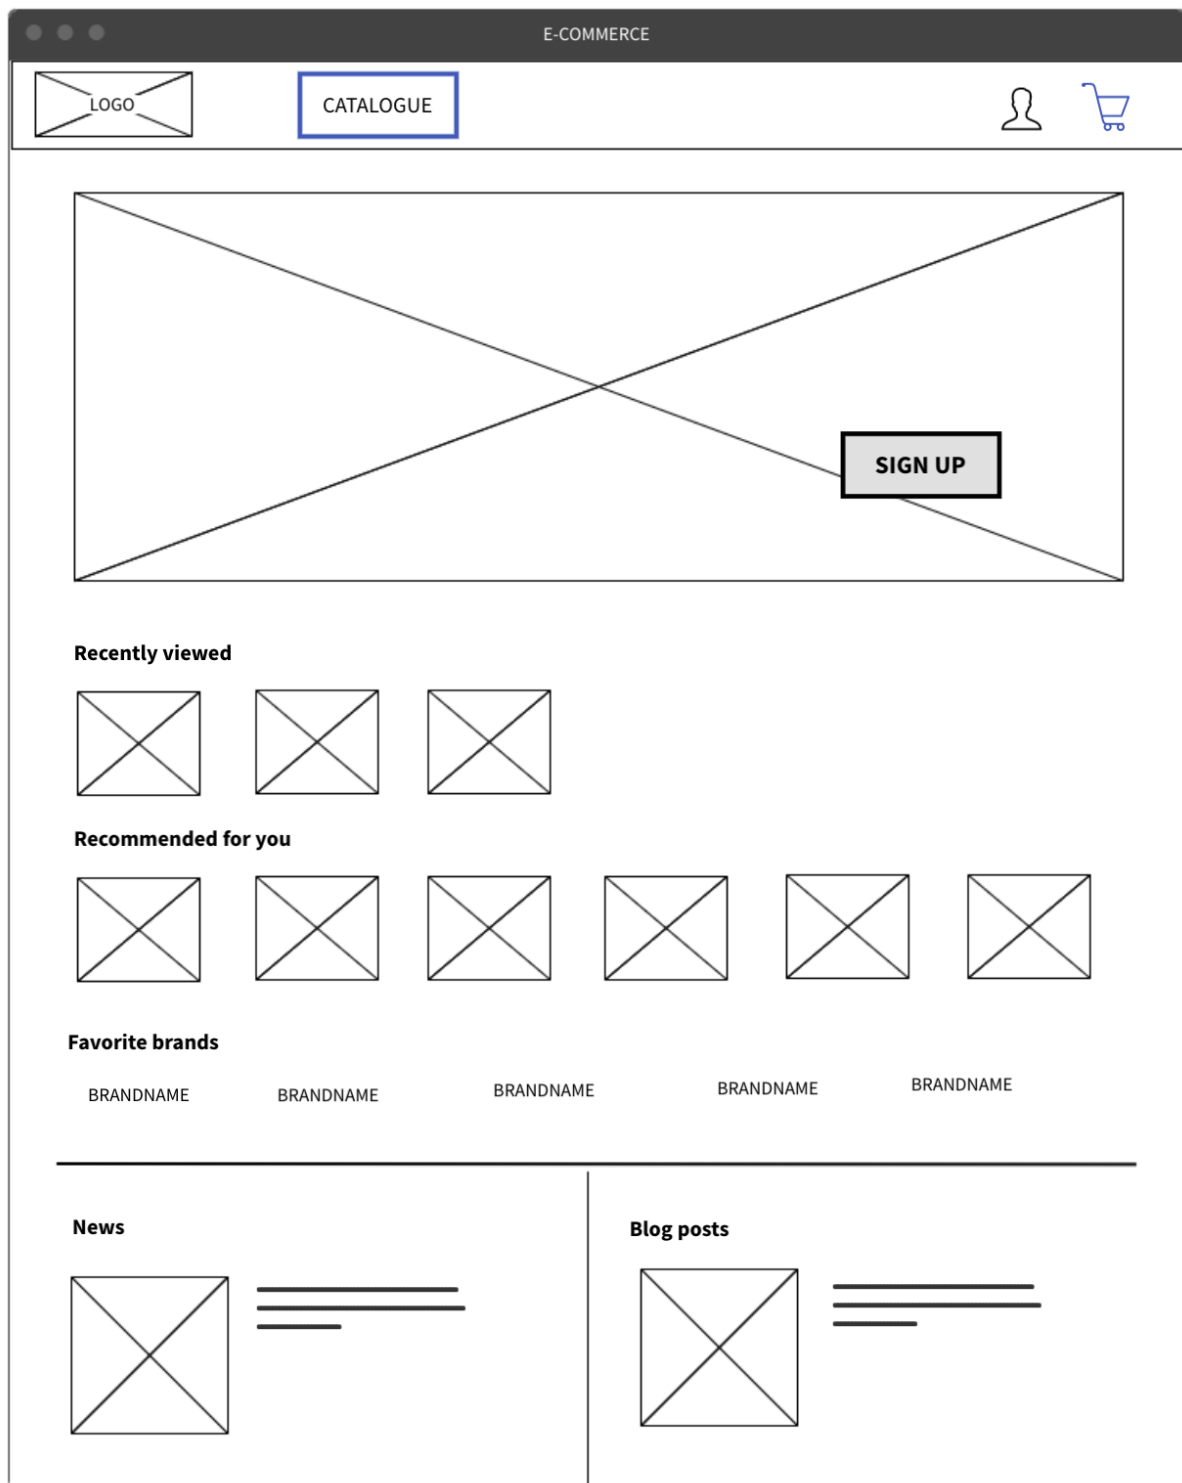 E-COMMERCE
LOGO
CATALOGUE
SIGN UP
Recently viewed
Recommended for you
Favorite brands
BRANDNAME BRANDNAME BRANDNAME BRANDNAME BRANDNAME
News
Blog posts